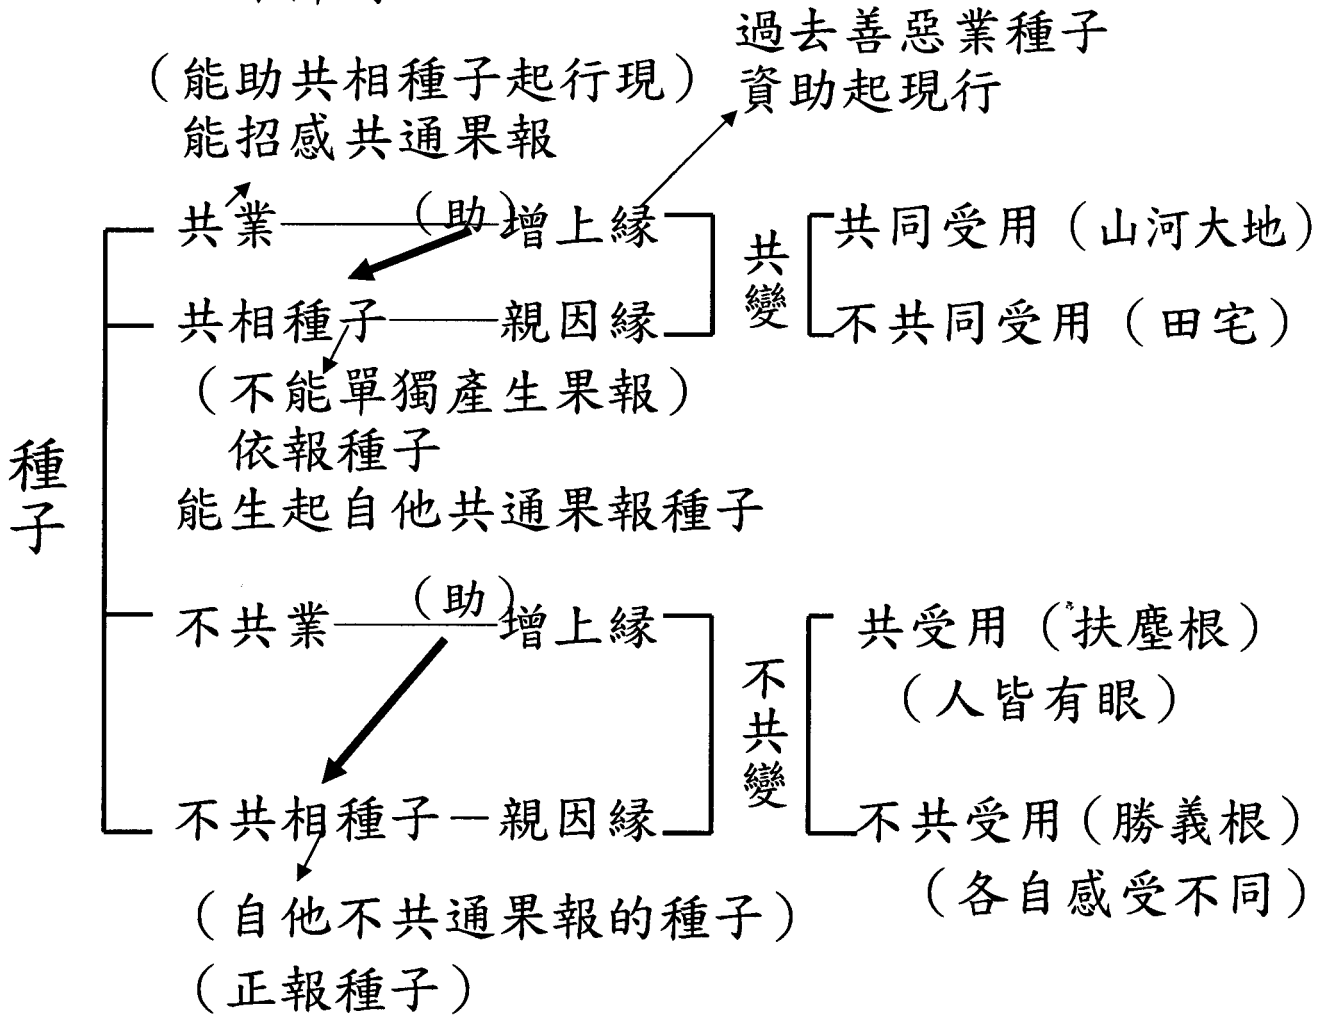 過去善惡業種子
資助起現行
（能助共相種子起行現）
能招感共通果報
共業——（助）增上緣
共同受用（山河大地）
共變
共相種子——親因緣
不共同受用（田宅）
（不能單獨產生果報）
依報種子
能生起自他共通果報種子
種子
不共業——（助）增上緣
共受用（扶塵根）
（人皆有眼）
不共變
不共相種子—親因緣
不共受用（勝義根）
（各自感受不同）
（自他不共通果報的種子）
（正報種子）